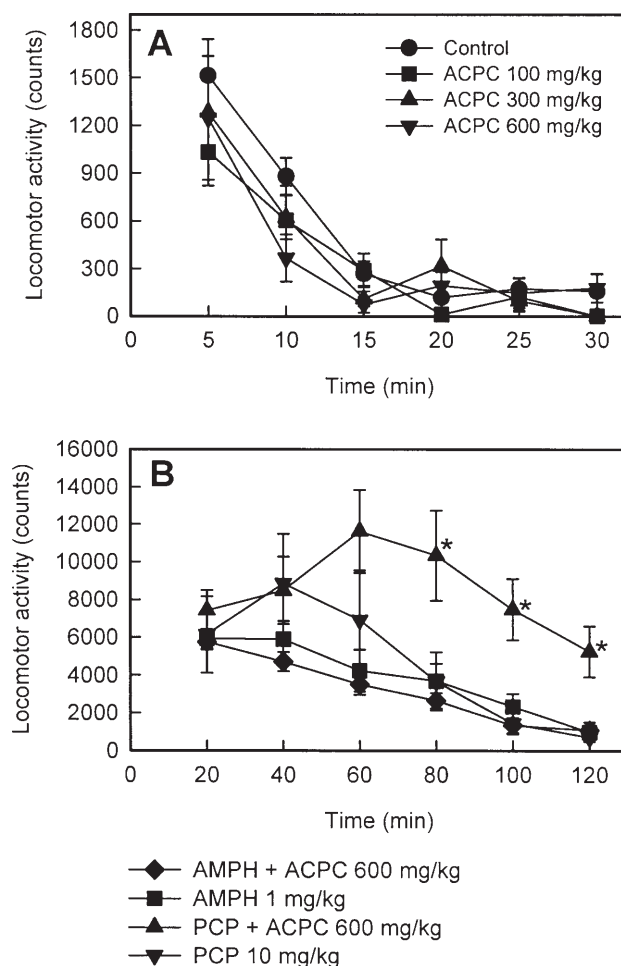 A
Locomotor activity (counts)
1800
1500
1200
900
600
300
0
Control
ACPC 100 mg/kg
ACPC 300 mg/kg
ACPC 600 mg/kg
0 5 10 15 20 25 30
Time (min)
B
Locomotor activity (counts)
16000
14000
12000
10000
8000
6000
4000
2000
0
*
*
*
0 20 40 60 80 100 120
Time (min)
AMPH + ACPC 600 mg/kg
AMPH 1 mg/kg
PCP + ACPC 600 mg/kg
PCP 10 mg/kg